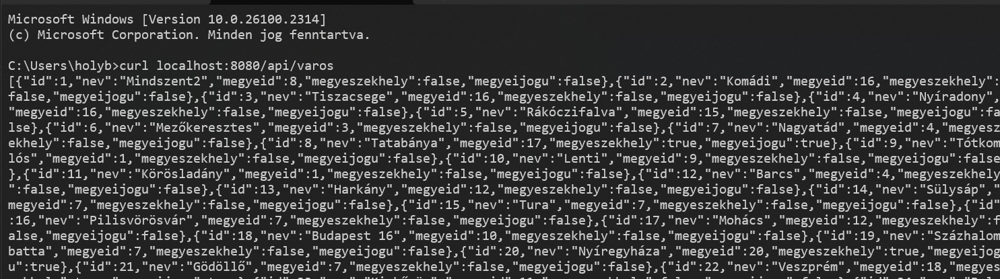 Microsoft Windows [Version 10.0.26100.2314]
(c) Microsoft Corporation. Minden jog fenntartva.
C:\Users\holyb>curl localhost:8080/api/varos
[{"id":1,"nev":"Mindszent2","megyeid":8,"megyeszekhely":false,"megyeijogu":false},{"id":2,"nev":"Komádi","megyeid":16,"megyeszekhely":
false,"megyeijogu":false},{"id":3,"nev":"Tiszacsege","megyeid":16,"megyeszekhely":false,"megyeijogu":false},{"id":4,"nev":"Nyíradony",
"megyeid":16,"megyeszekhely":false,"megyeijogu":false},{"id":5,"nev":"Rákóczifalva","megyeid":15,"megyeszekhely":false,"megyeijogu":fa
lse},{"id":6,"nev":"Mezőkeresztes","megyeid":3,"megyeszekhely":false,"megyeijogu":false},{"id":7,"nev":"Nagyatád","megyeid":4,"megyesz
ekhely":false,"megyeijogu":false},{"id":8,"nev":"Tatabánya","megyeid":17,"megyeszekhely":true,"megyeijogu":true},{"id":9,"nev":"Tótkom
lós","megyeid":1,"megyeszekhely":false,"megyeijogu":false},{"id":10,"nev":"Lenti","megyeid":9,"megyeszekhely":false,"megyeijogu":false
},{"id":11,"nev":"Körösladány","megyeid":1,"megyeszekhely":false,"megyeijogu":false},{"id":12,"nev":"Barcs","megyeid":4,"megyeszekhely
":false,"megyeijogu":false},{"id":13,"nev":"Harkány","megyeid":12,"megyeszekhely":false,"megyeijogu":false},{"id":14,"nev":"Sülysáp","
megyeid":7,"megyeszekhely":false,"megyeijogu":false},{"id":15,"nev":"Tura","megyeid":7,"megyeszekhely":false,"megyeijogu":false},{"id"
:16,"nev":"Pilisvörösvár","megyeid":7,"megyeszekhely":false,"megyeijogu":false},{"id":17,"nev":"Mohács","megyeid":12,"megyeszekhely":f
alse,"megyeijogu":false},{"id":18,"nev":"Budapest 16","megyeid":10,"megyeszekhely":false,"megyeijogu":false},{"id":19,"nev":"Százhalom
batta","megyeid":7,"megyeszekhely":false,"megyeijogu":false},{"id":20,"nev":"Nyíregyháza","megyeid":20,"megyeszekhely":true,"megyeijog
u":true},{"id":21,"nev":"Gödöllő","megyeid":7,"megyeszekhely":false,"megyeijogu":false},{"id":22,"nev":"Veszprém","megyeid":18,"megyes